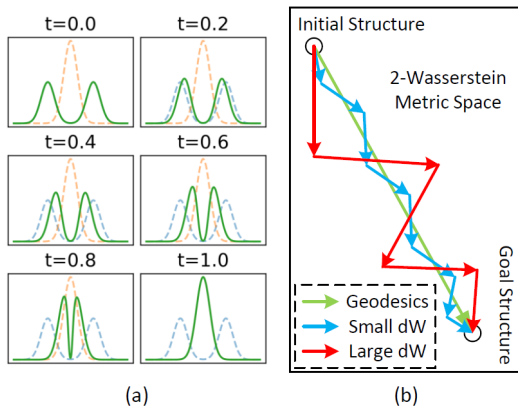 t=0.0
t=0.2
t=0.4
t=0.6
t=0.8
t=1.0
(a)
Initial Structure
2-Wasserstein
Metric Space
Goal Structure
Geodesics
Small dW
Large dW
(b)